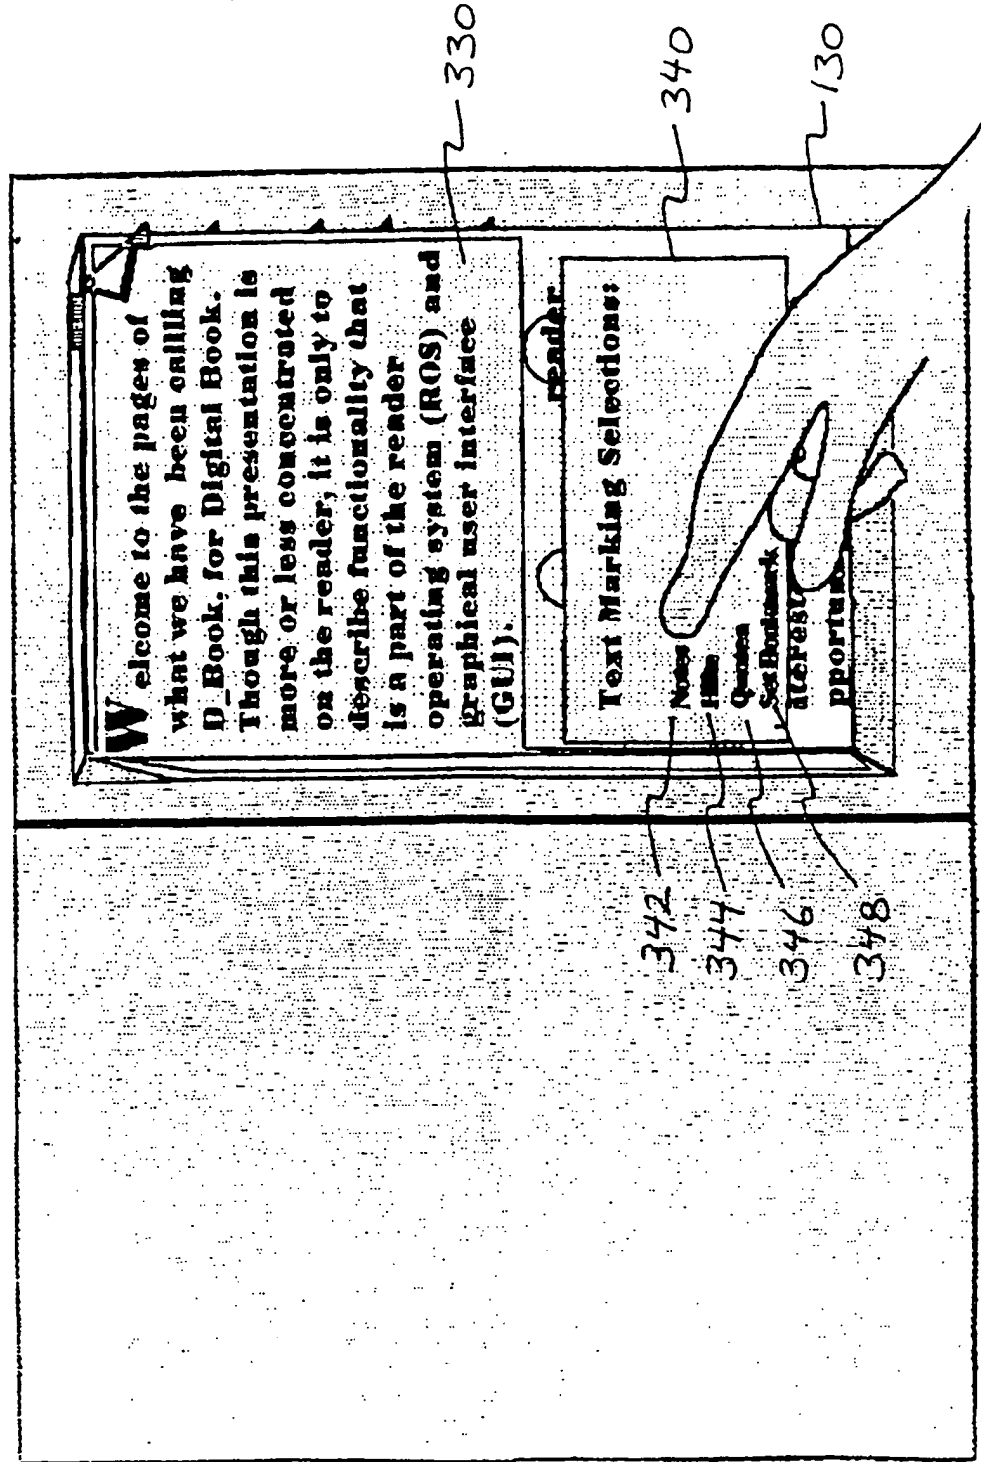 Welcome to the pages of
what we have been calling
D_Book, for Digital Book.
Though this presentation is
more or less concentrated
on the reader, it is only to
describe functionality that
is a part of the reader
operating system (ROS) and
graphical user interface
(GUI).
reader
Text Marking Selections:
Notes
Hilite
Quotes
Set Bookmark
330
340
130
342
344
346
348